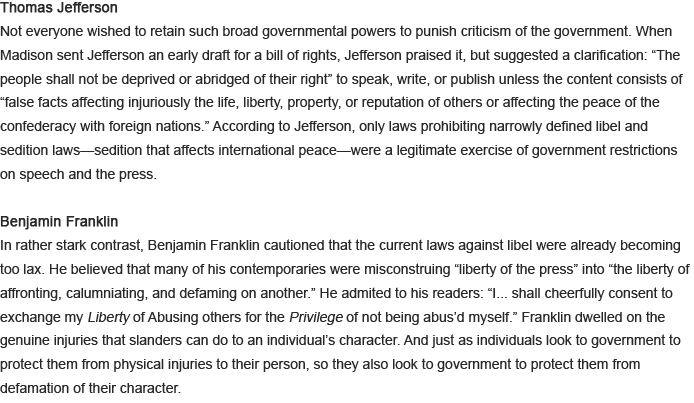 Thomas Jefferson
Not everyone wished to retain such broad governmental powers to punish criticism of the government. When
Madison sent Jefferson an early draft for a bill of rights, Jefferson praised it, but suggested a clarification: “The
people shall not be deprived or abridged of their right” to speak, write, or publish unless the content consists of
“false facts affecting injuriously the life, liberty, property, or reputation of others or affecting the peace of the
confederacy with foreign nations.” According to Jefferson, only laws prohibiting narrowly defined libel and
sedition laws—sedition that affects international peace—were a legitimate exercise of government restrictions
on speech and the press.
Benjamin Franklin
In rather stark contrast, Benjamin Franklin cautioned that the current laws against libel were already becoming
too lax. He believed that many of his contemporaries were misconstruing “liberty of the press” into “the liberty of
affronting, calumniating, and defaming on another.” He admitted to his readers: “I... shall cheerfully consent to
exchange my Liberty of Abusing others for the Privilege of not being abus’d myself.” Franklin dwelled on the
genuine injuries that slanders can do to an individual’s character. And just as individuals look to government to
protect them from physical injuries to their person, so they also look to government to protect them from
defamation of their character.